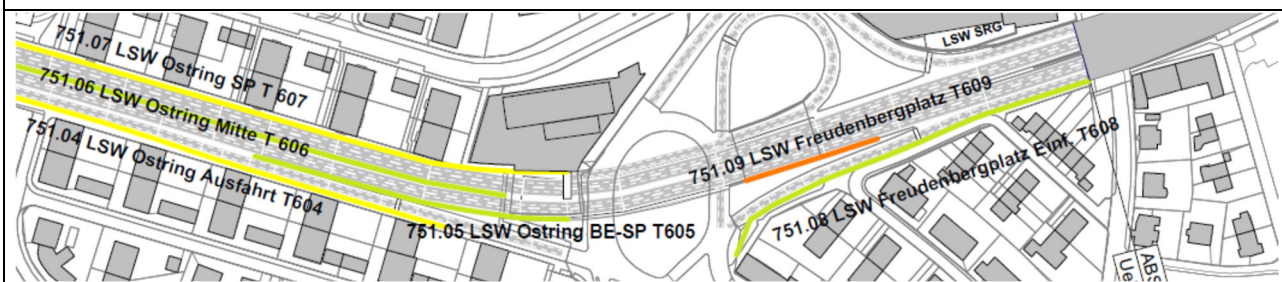 751.07 LSW Ostring SP T 607
751.06 LSW Ostring Mitte T 606
751.04 LSW Ostring Ausfahrt T604
751.05 LSW Ostring BE-SP T605
LSW SRG
751.09 LSW Freudenbergplatz T609
751.08 LSW Freudenbergplatz Einf. T608
ABS
Ue